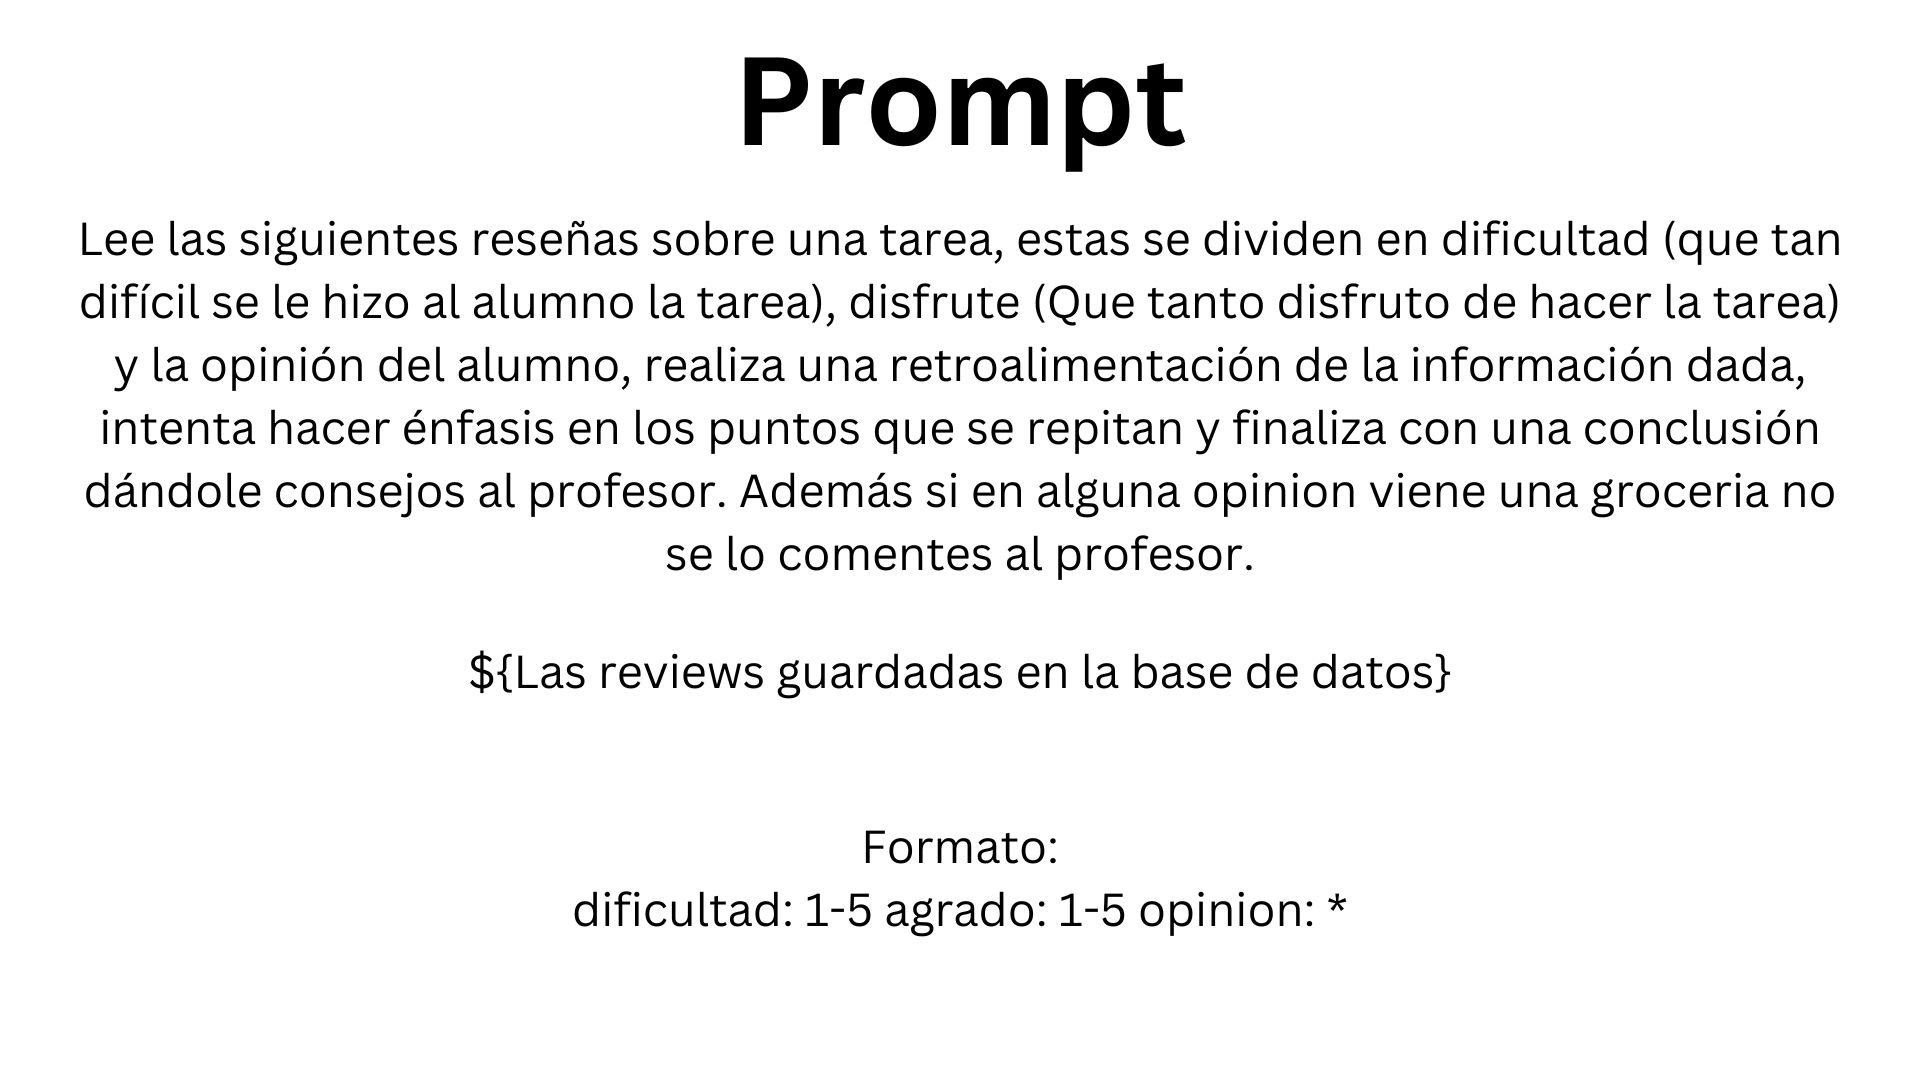 Prompt
Lee las siguientes reseñas sobre una tarea, estas se dividen en dificultad (que tan
difícil se le hizo al alumno la tarea), disfrute (Que tanto disfruto de hacer la tarea)
y la opinión del alumno, realiza una retroalimentación de la información dada,
intenta hacer énfasis en los puntos que se repitan y finaliza con una conclusión
dándole consejos al profesor. Además si en alguna opinion viene una groceria no
se lo comentes al profesor.
${Las reviews guardadas en la base de datos}
Formato:
dificultad: 1-5 agrado: 1-5 opinion: *